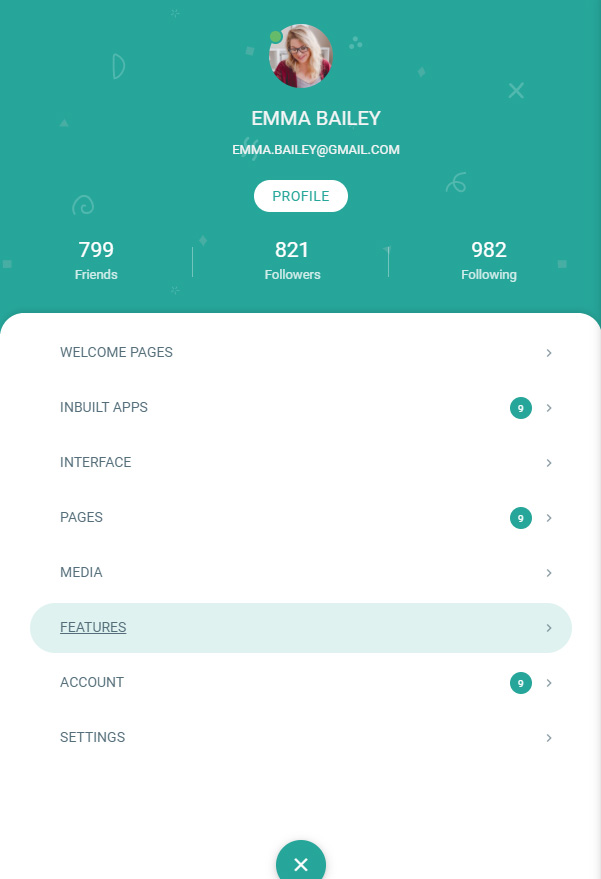 EMMA BAILEY
EMMA.BAILEY@GMAIL.COM
PROFILE
799 821 982
Friends Followers Following
WELCOME PAGES
INBUILT APPS 9
INTERFACE
PAGES 9
MEDIA
FEATURES
ACCOUNT 9
SETTINGS